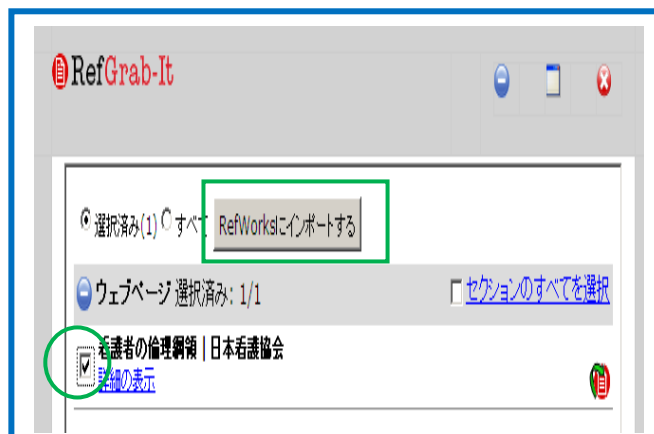 RefGrab-It
選択済み(1) すべて RefWorksにインポートする
ウェブページ 選択済み: 1/1 セクションのすべてを選択
看護者の倫理綱領 | 日本看護協会
詳細の表示